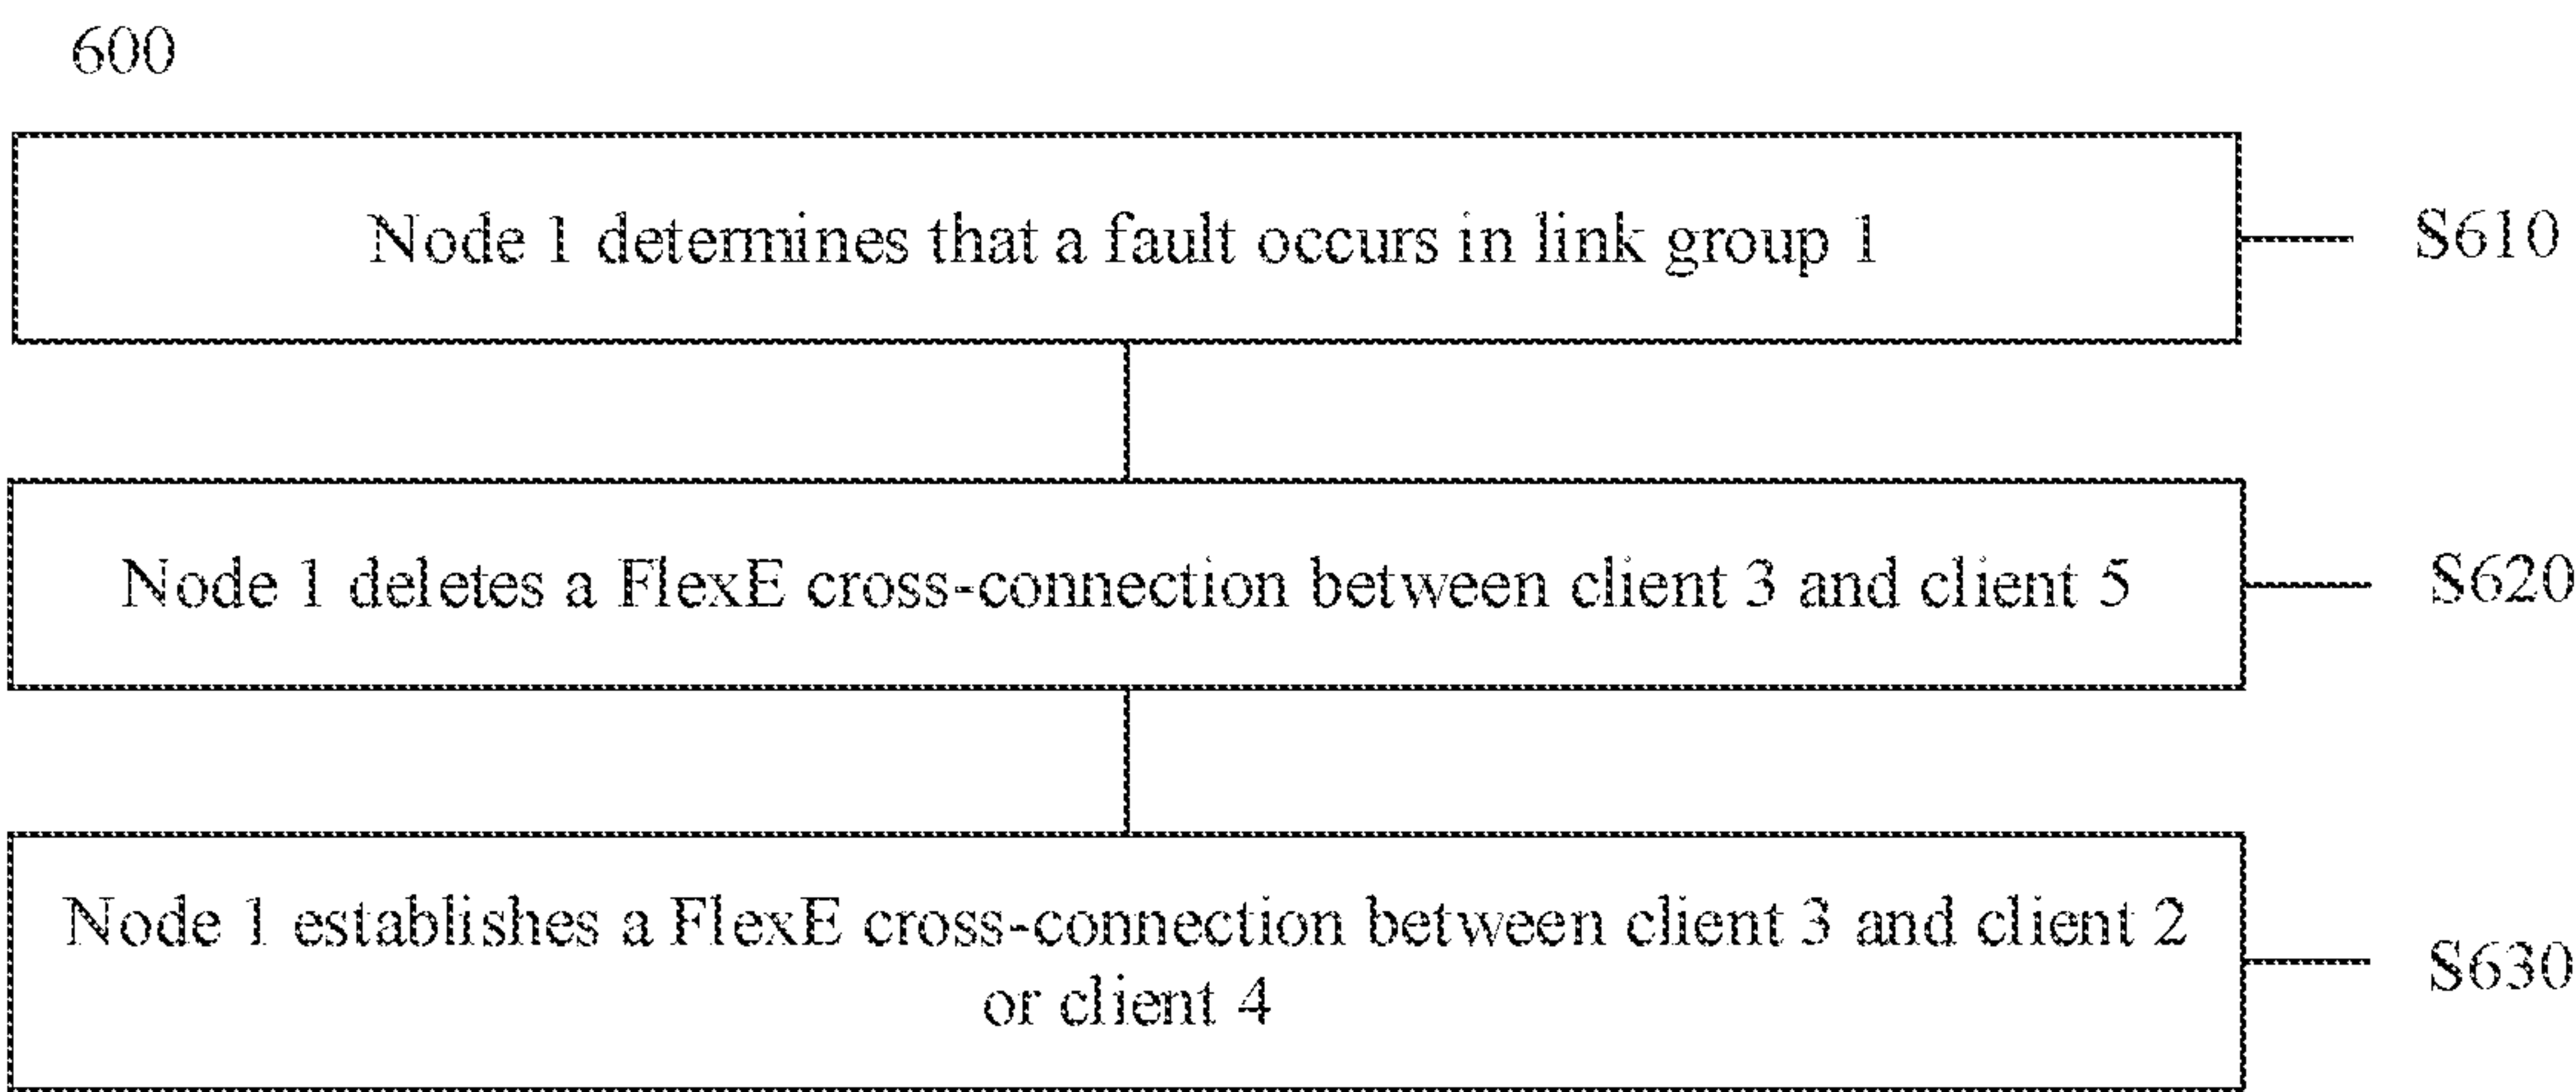 600
Node 1 determines that a fault occurs in link group 1
S610
Node 1 deletes a FlexE cross-connection between client 3 and client 5
S620
Node 1 establishes a FlexE cross-connection between client 3 and client 2
or client 4
S630